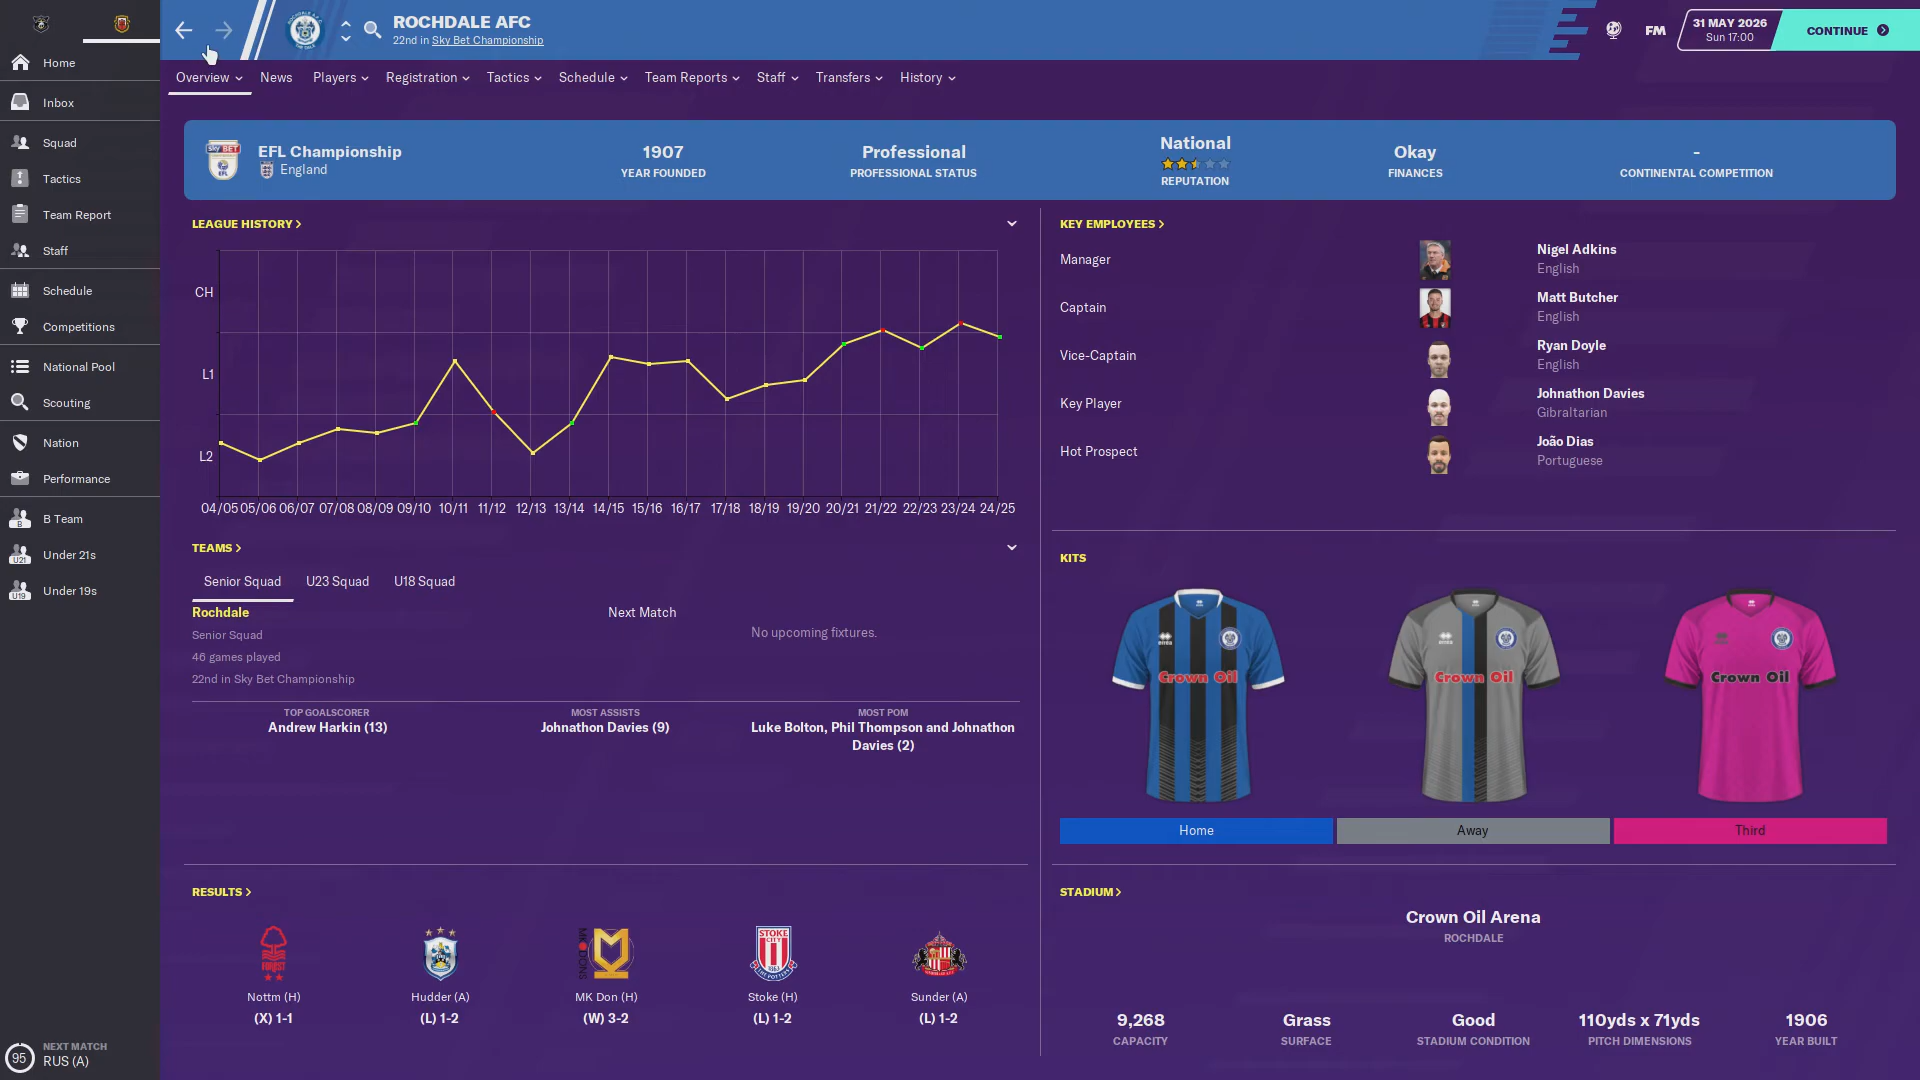 ROCHDALE AFC
22nd in Sky Bet Championship
FM
31 MAY 2026
Sun 17:00
CONTINUE
Overview
News
Players
Registration
Tactics
Schedule
Team Reports
Staff
Transfers
History
Home
Inbox
Squad
Tactics
Team Report
Staff
Schedule
Competitions
National Pool
Scouting
Nation
Performance
B
B Team
U21
Under 21s
U19
Under 19s
95
NEXT MATCH
RUS (A)
sky BET
EFL
EFL Championship
England
1907
YEAR FOUNDED
Professional
PROFESSIONAL STATUS
National
REPUTATION
Okay
FINANCES
-
CONTINENTAL COMPETITION
LEAGUE HISTORY
CH
L1
L2
04/05 05/06 06/07 07/08 08/09 09/10 10/11 11/12 12/13 13/14 14/15 15/16 16/17 17/18 18/19 19/20 20/21 21/22 22/23 23/24 24/25
TEAMS
Senior Squad
U23 Squad
U18 Squad
Rochdale
Senior Squad
46 games played
22nd in Sky Bet Championship
Next Match
No upcoming fixtures.
TOP GOALSCORER
Andrew Harkin (13)
MOST ASSISTS
Johnathon Davies (9)
MOST POM
Luke Bolton, Phil Thompson and Johnathon
Davies (2)
RESULTS
FOREST
MK DONS
STOKE
CITY
Nottm (H)
(X) 1-1
Hudder (A)
(L) 1-2
MK Don (H)
(W) 3-2
Stoke (H)
(L) 1-2
Sunder (A)
(L) 1-2
KEY EMPLOYEES
Manager
Nigel Adkins
English
Captain
Matt Butcher
English
Vice-Captain
Ryan Doyle
English
Key Player
Johnathon Davies
Gibraltarian
Hot Prospect
João Dias
Portuguese
KITS
Crown Oil
Crown Oil
Crown Oil
Home
Away
Third
STADIUM
Crown Oil Arena
ROCHDALE
9,268
CAPACITY
Grass
SURFACE
Good
STADIUM CONDITION
110yds x 71yds
PITCH DIMENSIONS
1906
YEAR BUILT